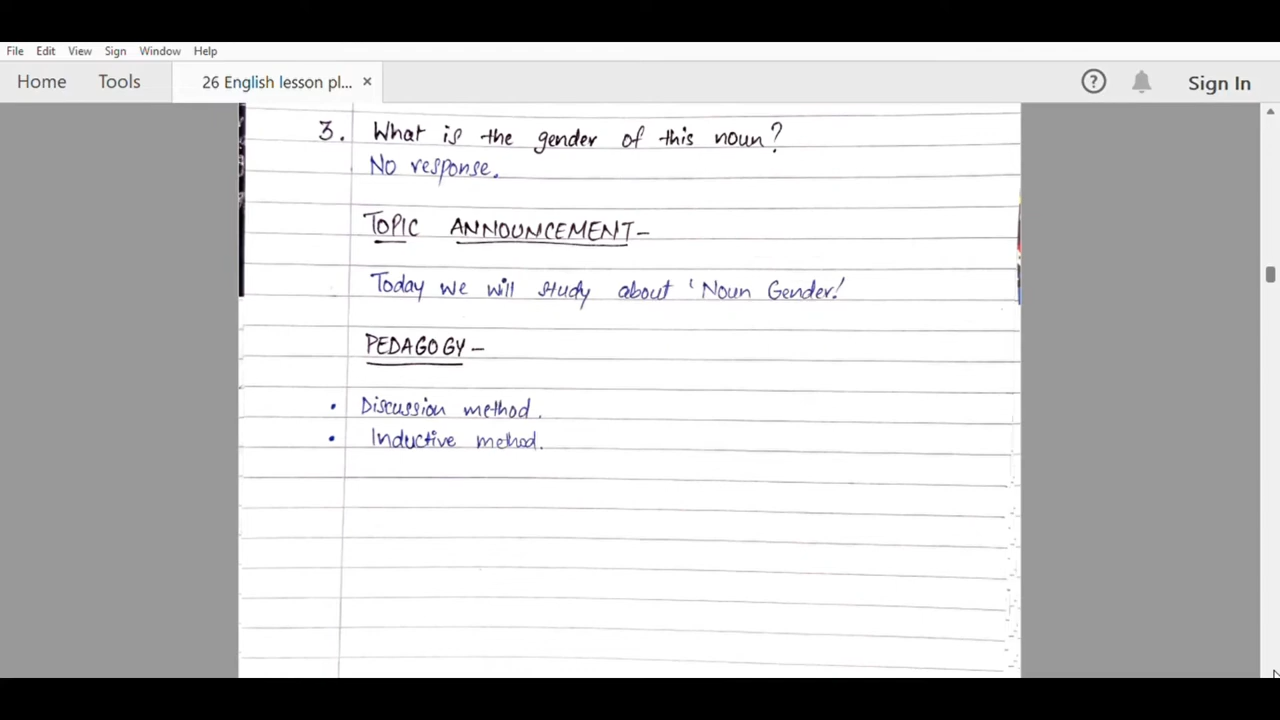 File Edit View Sign Window Help
Home Tools 26 English lesson pl... × ? Sign In
3. What is the gender of this noun?
No response.
TOPIC ANNOUNCEMENT-
Today we will study about 'Noun Gender.'
PEDAGOGY-
• Discussion method.
• Inductive method.